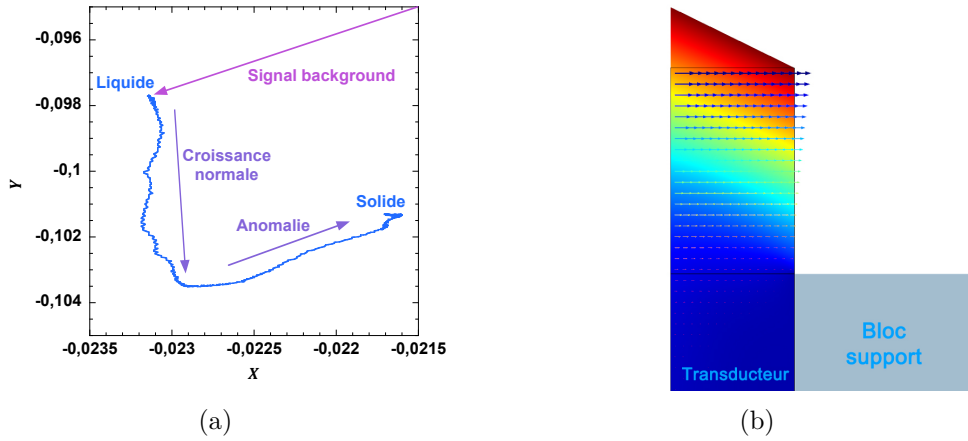 -0,096
-0,098
-0,1
-0,102
-0,104
Y
Signal background
Liquide
Croissance
normale
Solide
Anomalie
-0,0235
-0,023
-0,0225
-0,022
-0,0215
X
(a)
Bloc
support
Transducteur
(b)